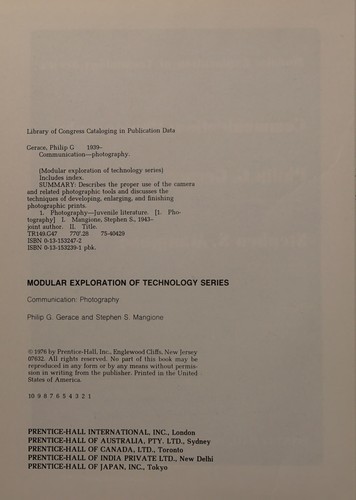 Library of Congress Cataloging in Publication Data
Gerace, Philip G 1939–
Communication—photography.
(Modular exploration of technology series)
Includes index.
SUMMARY: Describes the proper use of the camera
and related photographic tools and discusses the
techniques of developing, enlarging, and finishing
photographic prints.
1. Photography—Juvenile literature. [1. Pho-
tography] I. Mangione, Stephen S., 1943–
joint author. II. Title.
TR149.G47 770'.28 75-40429
ISBN 0-13-153247-2
ISBN 0-13-153239-1 pbk.
MODULAR EXPLORATION OF TECHNOLOGY SERIES
Communication: Photography
Philip G. Gerace and Stephen S. Mangione
© 1976 by Prentice-Hall, Inc., Englewood Cliffs, New Jersey
07632. All rights reserved. No part of this book may be
reproduced in any form or by any means without permis-
sion in writing from the publisher. Printed in the United
States of America.
10 9 8 7 6 5 4 3 2 1
PRENTICE-HALL INTERNATIONAL, INC., London
PRENTICE-HALL OF AUSTRALIA, PTY. LTD., Sydney
PRENTICE-HALL OF CANADA, LTD., Toronto
PRENTICE-HALL OF INDIA PRIVATE LTD., New Delhi
PRENTICE-HALL OF JAPAN, INC., Tokyo